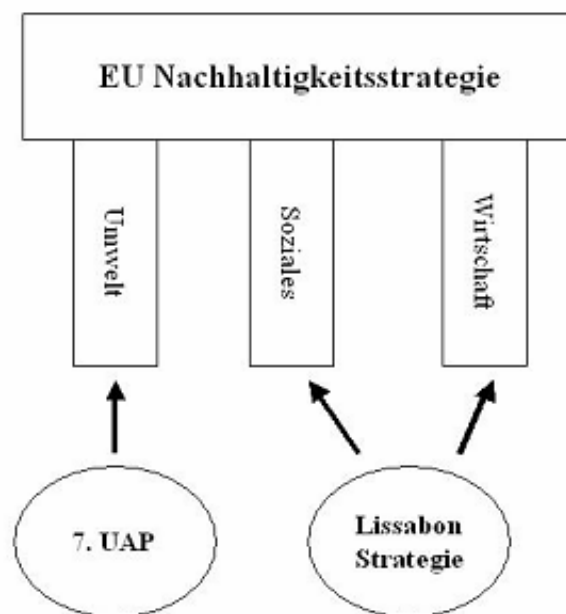 EU Nachhaltigkeitsstrategie
Umwelt
Soziales
Wirtschaft
7. UAP
Lissabon
Strategie